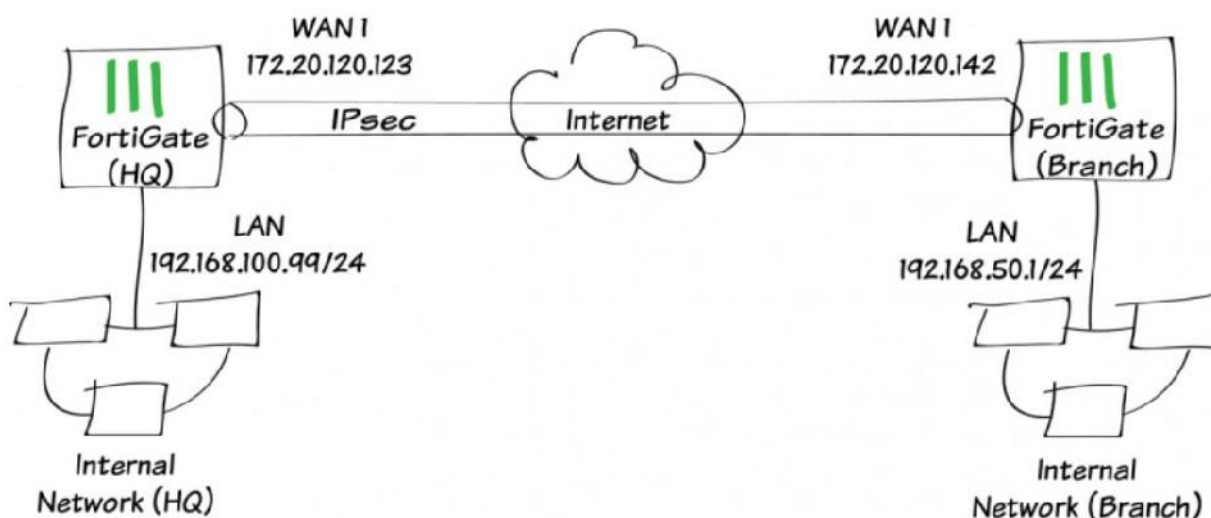 WAN 1
172.20.120.123
WAN 1
172.20.120.142
FortiGate
(HQ)
IPsec
Internet
FortiGate
(Branch)
LAN
192.168.100.99/24
LAN
192.168.50.1/24
Internal
Network (HQ)
Internal
Network (Branch)